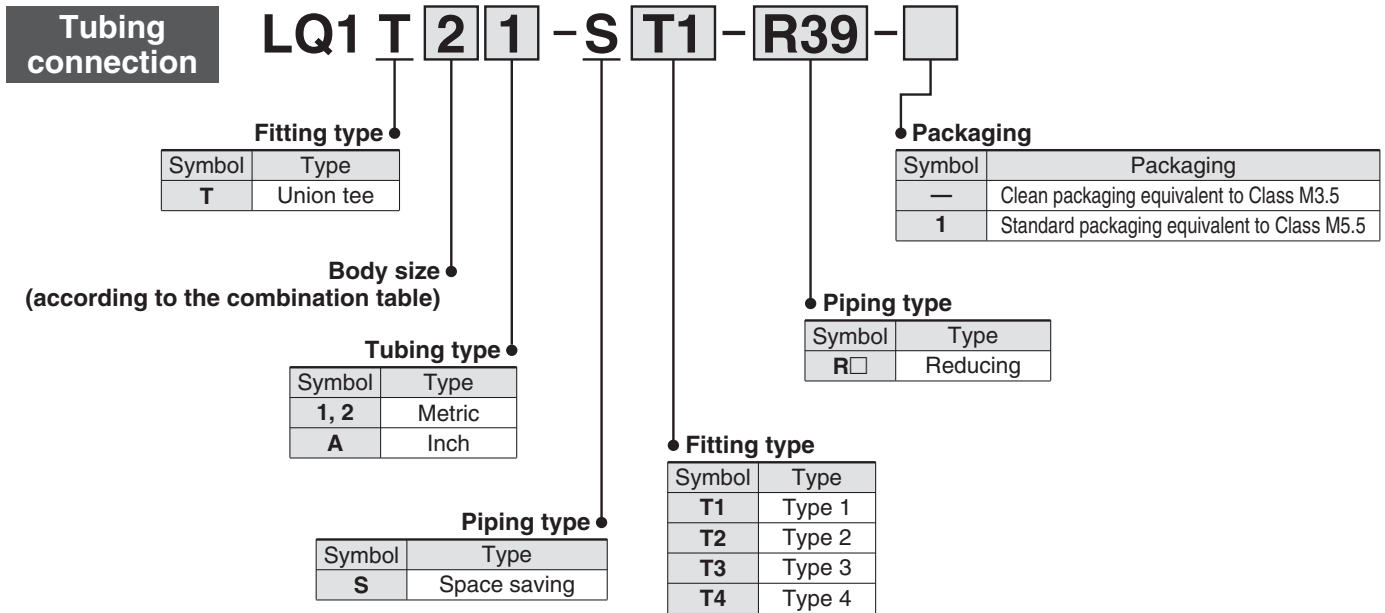 Tubing
connection
LQ1 T 2 1 – S T1 – R39 –
Fitting type
Symbol Type
T Union tee
Packaging
Symbol Packaging
— Clean packaging equivalent to Class M3.5
1 Standard packaging equivalent to Class M5.5
Body size
(according to the combination table)
Piping type
Symbol Type
R□ Reducing
Tubing type
Symbol Type
1, 2 Metric
A Inch
Fitting type
Symbol Type
T1 Type 1
T2 Type 2
T3 Type 3
T4 Type 4
Piping type
Symbol Type
S Space saving